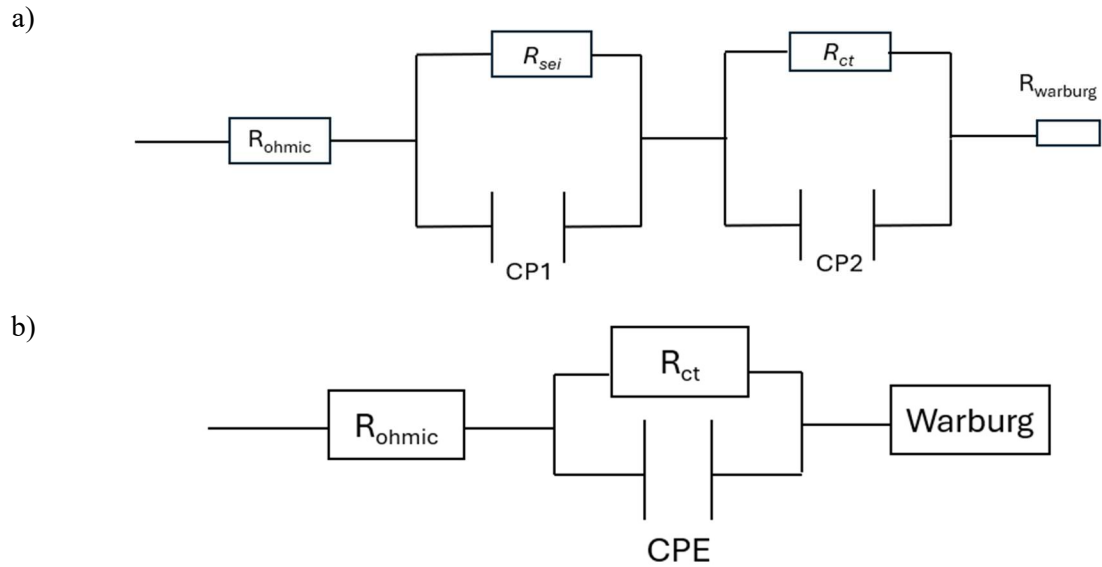 a)
R_sei
R_ct
R_warburg
R_ohmic
CP1
CP2
b)
R_ct
R_ohmic
Warburg
CPE